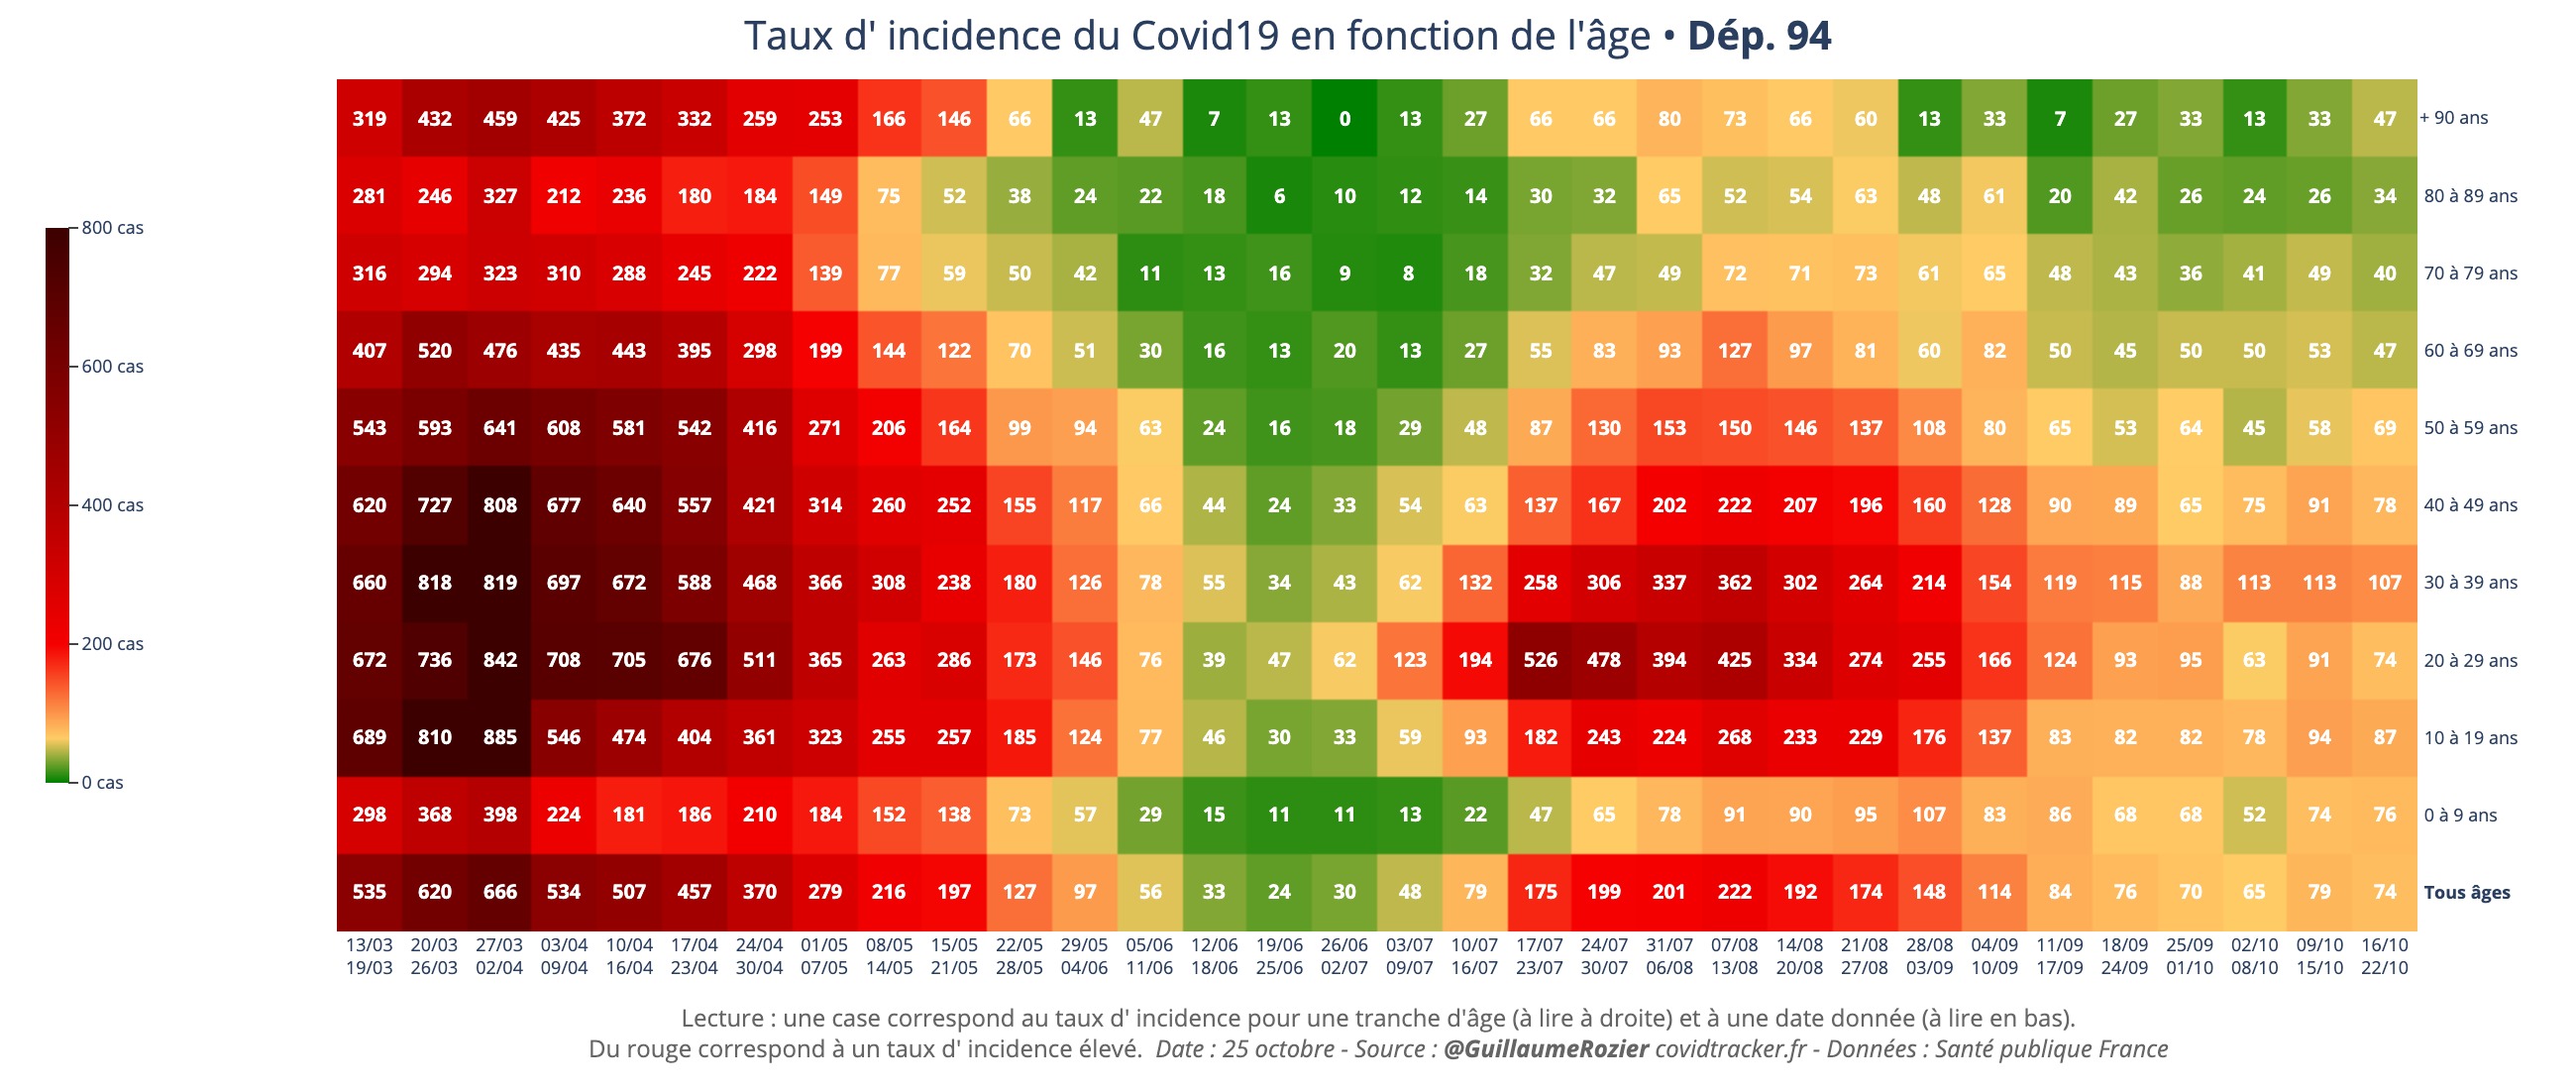 Taux d' incidence du Covid19 en fonction de l'âge • Dép. 94
800 cas
600 cas
400 cas
200 cas
0 cas
319 432 459 425 372 332 259 253 166 146 66 13 47 7 13 0 13 27 66 66 80 73 66 60 13 33 7 27 33 13 33 47 + 90 ans
281 246 327 212 236 180 184 149 75 52 38 24 22 18 6 10 12 14 30 32 65 52 54 63 48 61 20 42 26 24 26 34 80 à 89 ans
316 294 323 310 288 245 222 139 77 59 50 42 11 13 16 9 8 18 32 47 49 72 71 73 61 65 48 43 36 41 49 40 70 à 79 ans
407 520 476 435 443 395 298 199 144 122 70 51 30 16 13 20 13 27 55 83 93 127 97 81 60 82 50 45 50 50 53 47 60 à 69 ans
543 593 641 608 581 542 416 271 206 164 99 94 63 24 16 18 29 48 87 130 153 150 146 137 108 80 65 53 64 45 58 69 50 à 59 ans
620 727 808 677 640 557 421 314 260 252 155 117 66 44 24 33 54 63 137 167 202 222 207 196 160 128 90 89 65 75 91 78 40 à 49 ans
660 818 819 697 672 588 468 366 308 238 180 126 78 55 34 43 62 132 258 306 337 362 302 264 214 154 119 115 88 113 113 107 30 à 39 ans
672 736 842 708 705 676 511 365 263 286 173 146 76 39 47 62 123 194 526 478 394 425 334 274 255 166 124 93 95 63 91 74 20 à 29 ans
689 810 885 546 474 404 361 323 255 257 185 124 77 46 30 33 59 93 182 243 224 268 233 229 176 137 83 82 82 78 94 87 10 à 19 ans
298 368 398 224 181 186 210 184 152 138 73 57 29 15 11 11 13 22 47 65 78 91 90 95 107 83 86 68 68 52 74 76 0 à 9 ans
535 620 666 534 507 457 370 279 216 197 127 97 56 33 24 30 48 79 175 199 201 222 192 174 148 114 84 76 70 65 79 74 Tous âges
13/03 20/03 27/03 03/04 10/04 17/04 24/04 01/05 08/05 15/05 22/05 29/05 05/06 12/06 19/06 26/06 03/07 10/07 17/07 24/07 31/07 07/08 14/08 21/08 28/08 04/09 11/09 18/09 25/09 02/10 09/10 16/10
19/03 26/03 02/04 09/04 16/04 23/04 30/04 07/05 14/05 21/05 28/05 04/06 11/06 18/06 25/06 02/07 09/07 16/07 23/07 30/07 06/08 13/08 20/08 27/08 03/09 10/09 17/09 24/09 01/10 08/10 15/10 22/10
Lecture : une case correspond au taux d' incidence pour une tranche d'âge (à lire à droite) et à une date donnée (à lire en bas).
Du rouge correspond à un taux d' incidence élevé. Date : 25 octobre - Source : @GuillaumeRozier covidtracker.fr - Données : Santé publique France